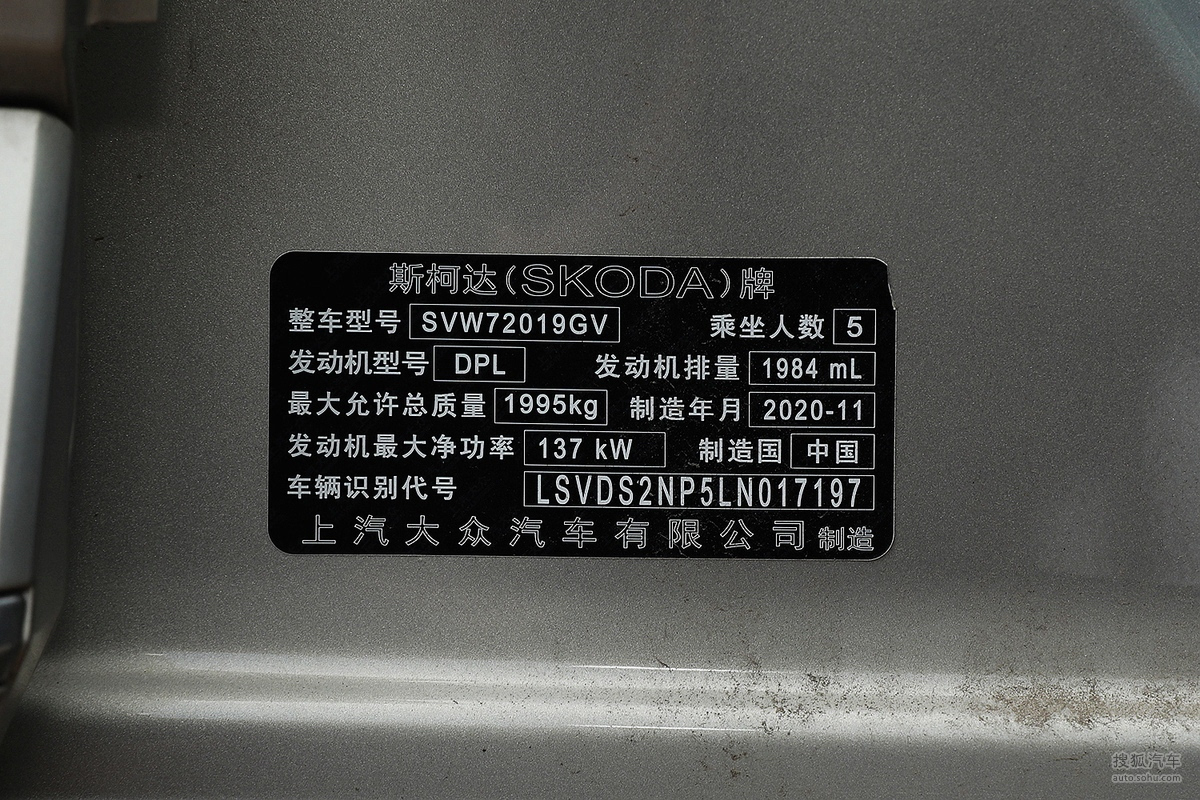 斯柯达(SKODA)牌
整车型号 SVW72019GV 乘坐人数 5
发动机型号 DPL 发动机排量 1984 mL
最大允许总质量 1995kg 制造年月 2020-11
发动机最大净功率 137 kW 制造国 中国
车辆识别代号 LSVDS2NP5LN017197
上汽大众汽车有限公司 制造
搜狐汽车
auto.sohu.com